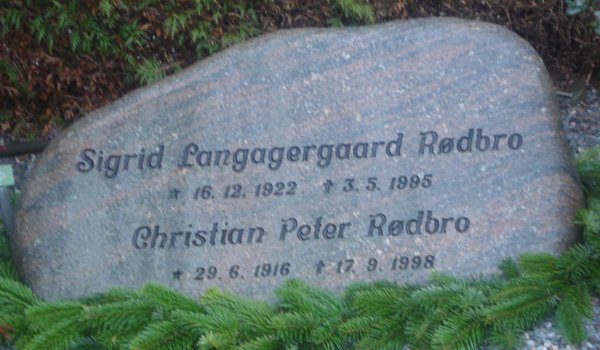 Sigrid Langagergaard Rødbro
★ 16. 12. 1922 † 3. 5. 1995
Christian Peter Rødbro
★ 29. 6. 1916 † 17. 9. 1998